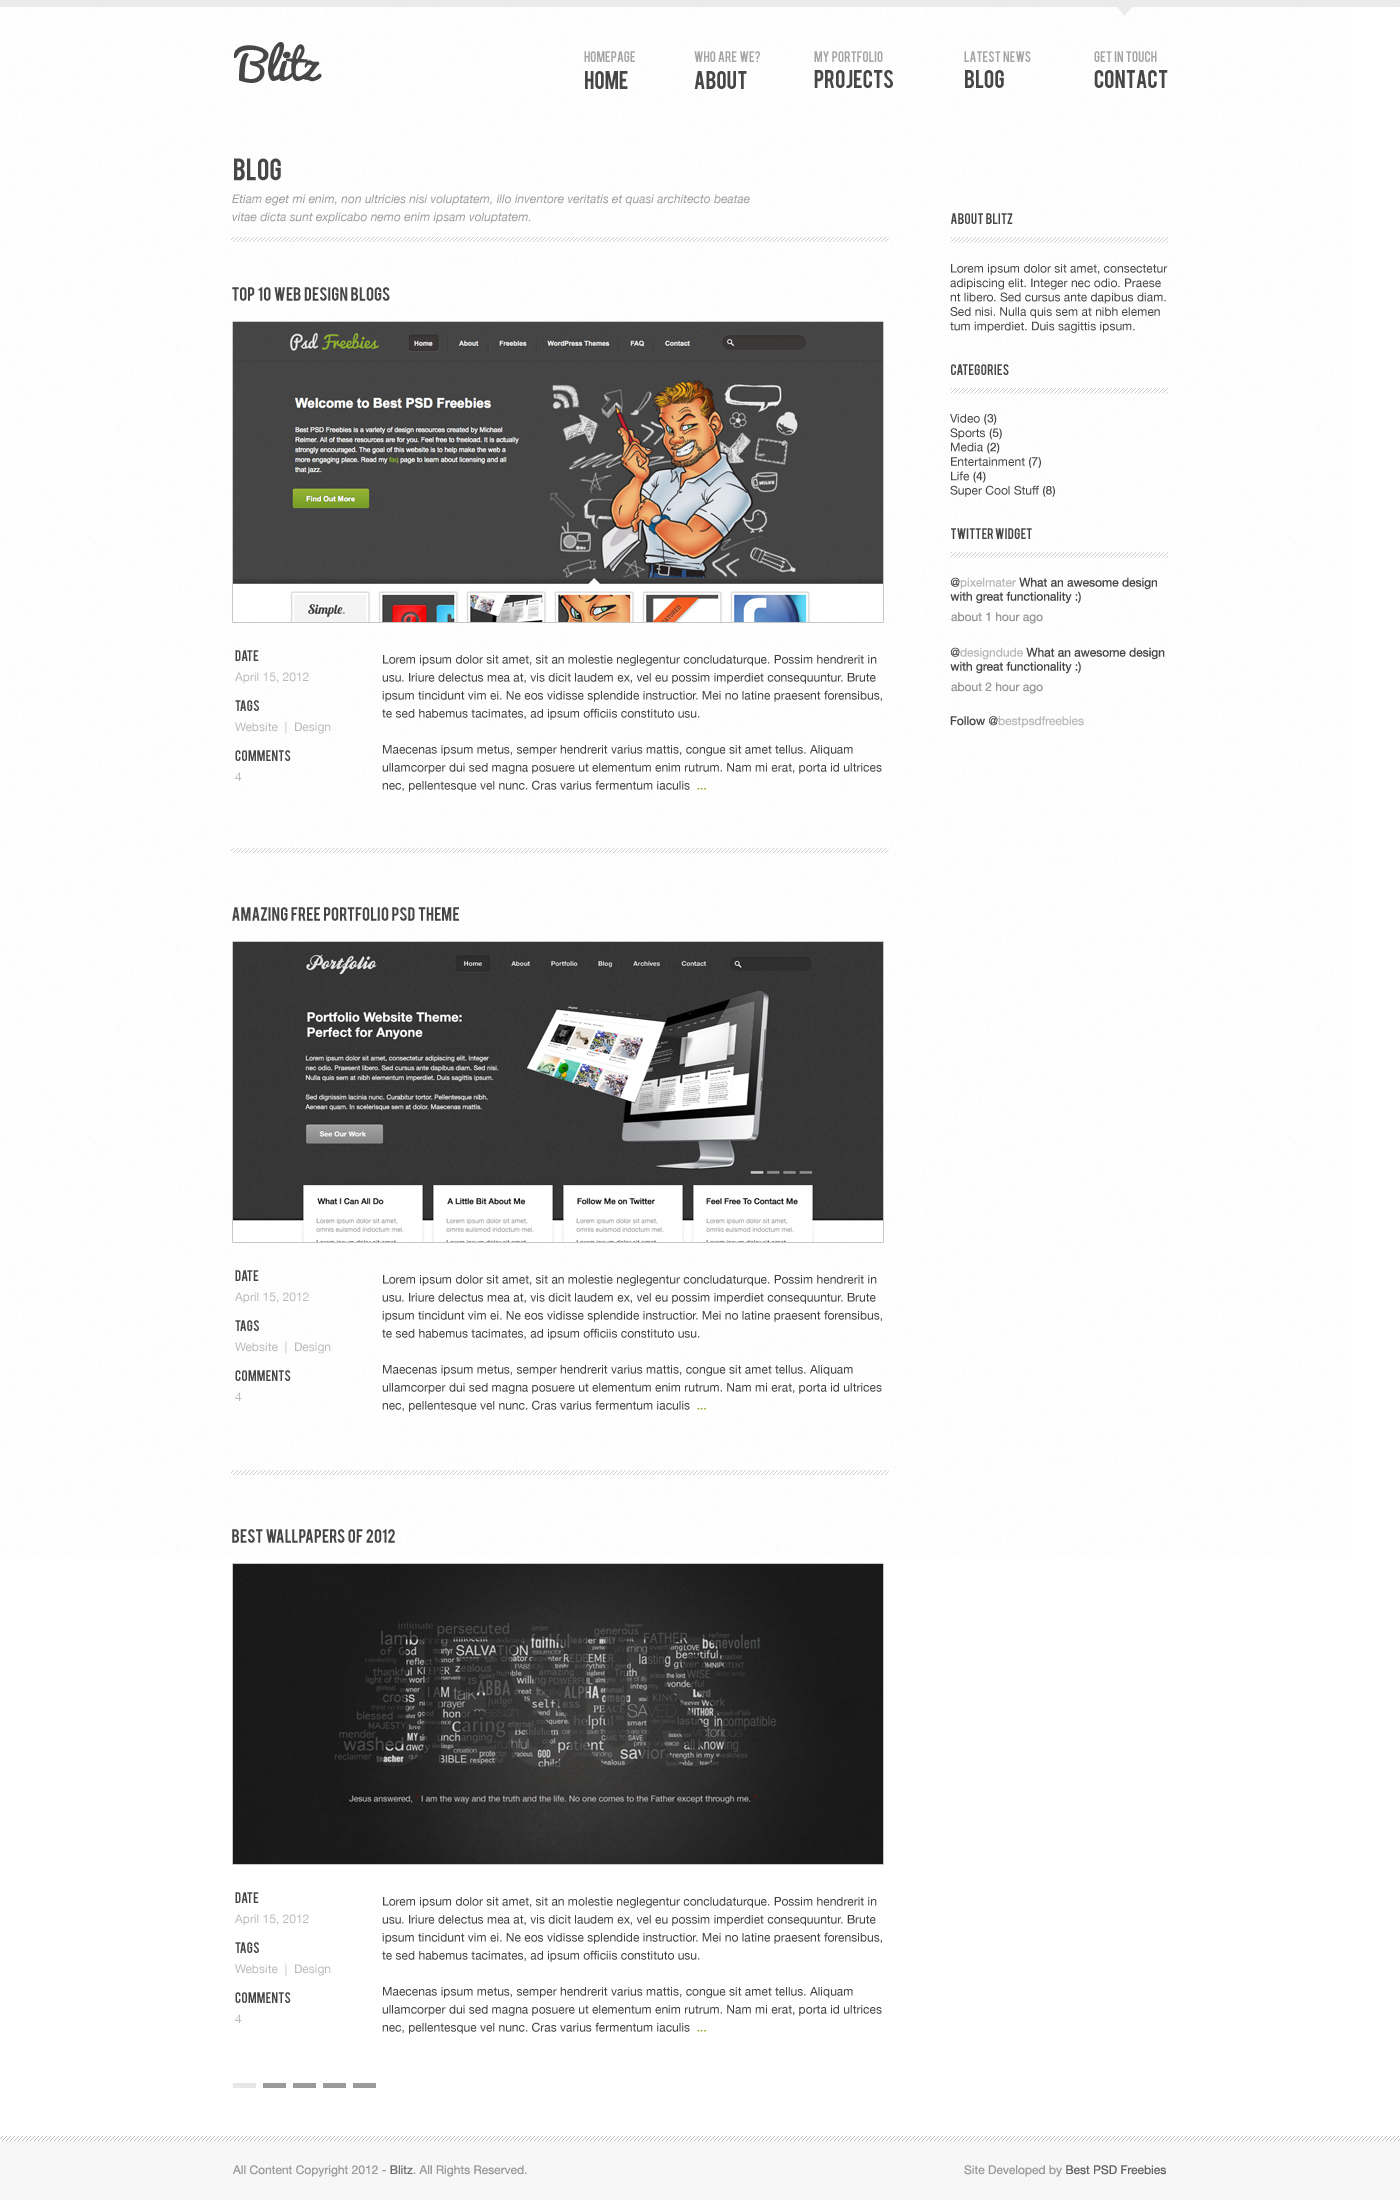 Blitz
HOMEPAGE
HOME
WHO ARE WE?
ABOUT
MY PORTFOLIO
PROJECTS
LATEST NEWS
BLOG
GET IN TOUCH
CONTACT
BLOG
Etiam eget mi enim, non ultricies nisi voluptatem, illo inventore veritatis et quasi architecto beatae
vitae dicta sunt explicabo nemo enim ipsam voluptatem.
TOP 10 WEB DESIGN BLOGS
Psd Freebies
Home About Freebies WordPress Themes FAQ Contact
Welcome to Best PSD Freebies
Best PSD Freebies is a variety of design resources created by Michael
Reimer. All of these resources are for you. Feel free to freeload. It is actually
strongly encouraged. The goal of this website is to help make the web a
more engaging place. Read my faq page to learn about licensing and all
that jazz.
Find Out More
Simple.
FEATURED
DATE
April 15, 2012
TAGS
Website | Design
COMMENTS
4
Lorem ipsum dolor sit amet, sit an molestie neglegentur concludaturque. Possim hendrerit in
usu. Iriure delectus mea at, vis dicit laudem ex, vel eu possim imperdiet consequuntur. Brute
ipsum tincidunt vim ei. Ne eos vidisse splendide instructior. Mei no latine praesent forensibus,
te sed habemus tacimates, ad ipsum officiis constituto usu.
Maecenas ipsum metus, semper hendrerit varius mattis, congue sit amet tellus. Aliquam
ullamcorper dui sed magna posuere ut elementum enim rutrum. Nam mi erat, porta id ultrices
nec, pellentesque vel nunc. Cras varius fermentum iaculis ...
AMAZING FREE PORTFOLIO PSD THEME
Portfolio
Home About Portfolio Blog Archives Contact
Portfolio Website Theme:
Perfect for Anyone
Lorem ipsum dolor sit amet, consectetur adipiscing elit. Integer
nec odio. Praesent libero. Sed cursus ante dapibus diam. Sed nisi.
Nulla quis sem at nibh elementum imperdiet. Duis sagittis ipsum.
Sed dignissim lacinia nunc. Curabitur tortor. Pellentesque nibh.
Aenean quam. In scelerisque sem at dolor. Maecenas mattis.
See Our Work
What I Can All Do
Lorem ipsum dolor sit amet,
omnis euismod indoctum mel.
A Little Bit About Me
Lorem ipsum dolor sit amet,
omnis euismod indoctum mel.
Follow Me on Twitter
Lorem ipsum dolor sit amet,
omnis euismod indoctum mel.
Feel Free To Contact Me
Lorem ipsum dolor sit amet,
omnis euismod indoctum mel.
DATE
April 15, 2012
TAGS
Website | Design
COMMENTS
4
Lorem ipsum dolor sit amet, sit an molestie neglegentur concludaturque. Possim hendrerit in
usu. Iriure delectus mea at, vis dicit laudem ex, vel eu possim imperdiet consequuntur. Brute
ipsum tincidunt vim ei. Ne eos vidisse splendide instructior. Mei no latine praesent forensibus,
te sed habemus tacimates, ad ipsum officiis constituto usu.
Maecenas ipsum metus, semper hendrerit varius mattis, congue sit amet tellus. Aliquam
ullamcorper dui sed magna posuere ut elementum enim rutrum. Nam mi erat, porta id ultrices
nec, pellentesque vel nunc. Cras varius fermentum iaculis ...
BEST WALLPAPERS OF 2012
persecuted generous
lamb faithful leader FATHER benevolent
of God SALVATION REDEEMER lasting beautiful
thankful KEEPER zealous humble amazing Truth WISE
I AM talk ABBA willing POWERFUL integrity wonderful
cross prayer judge self.less ALPHA omega KING work
blessed honor PEACE SAVED AUTHOR
MAJESTY caring eternal helpful smart lasting incompatible
mender washed MY away patient SAVE all knowing
reclaimer teacher BIBLE respect GOD child zealous savior strength in my weakness
Jesus answered, I am the way and the truth and the life. No one comes to the Father except through me.
DATE
April 15, 2012
TAGS
Website | Design
COMMENTS
4
Lorem ipsum dolor sit amet, sit an molestie neglegentur concludaturque. Possim hendrerit in
usu. Iriure delectus mea at, vis dicit laudem ex, vel eu possim imperdiet consequuntur. Brute
ipsum tincidunt vim ei. Ne eos vidisse splendide instructior. Mei no latine praesent forensibus,
te sed habemus tacimates, ad ipsum officiis constituto usu.
Maecenas ipsum metus, semper hendrerit varius mattis, congue sit amet tellus. Aliquam
ullamcorper dui sed magna posuere ut elementum enim rutrum. Nam mi erat, porta id ultrices
nec, pellentesque vel nunc. Cras varius fermentum iaculis ...
ABOUT BLITZ
Lorem ipsum dolor sit amet, consectetur
adipiscing elit. Integer nec odio. Praese
nt libero. Sed cursus ante dapibus diam.
Sed nisi. Nulla quis sem at nibh elemen
tum imperdiet. Duis sagittis ipsum.
CATEGORIES
Video (3)
Sports (5)
Media (2)
Entertainment (7)
Life (4)
Super Cool Stuff (8)
TWITTER WIDGET
@pixelmater What an awesome design
with great functionality :)
about 1 hour ago
@designdude What an awesome design
with great functionality :)
about 2 hour ago
Follow @bestpsdfreebies
All Content Copyright 2012 - Blitz. All Rights Reserved.
Site Developed by Best PSD Freebies